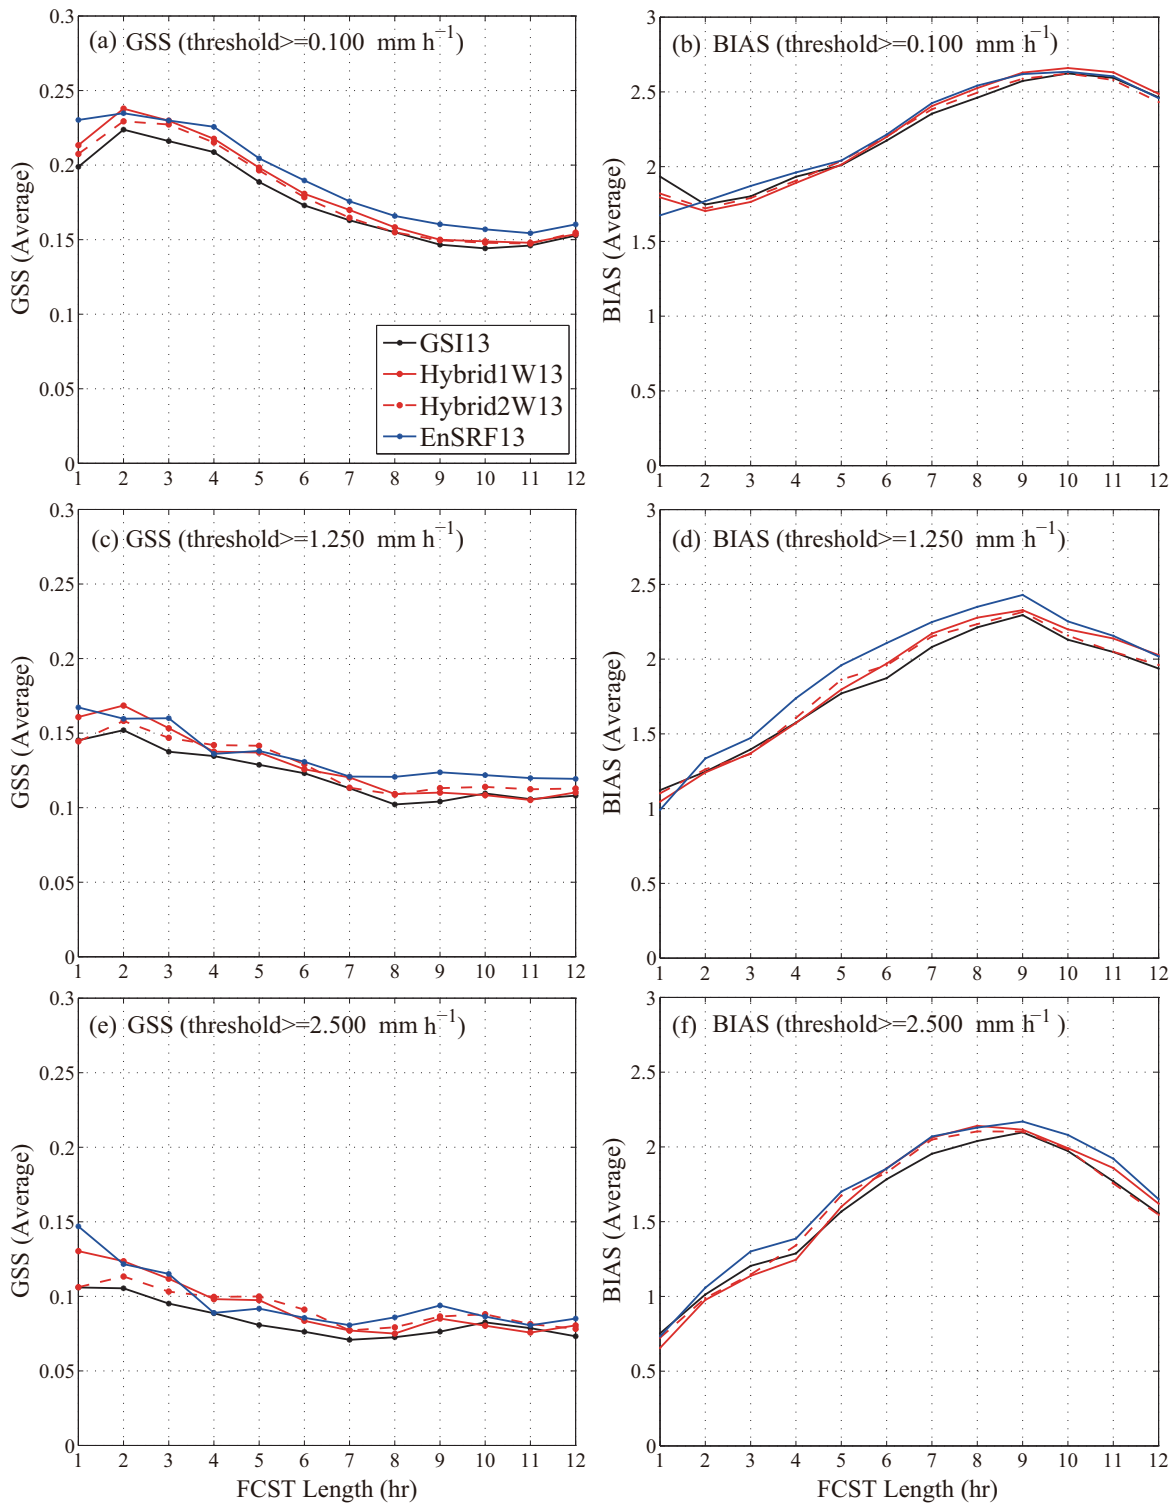 (a) GSS (threshold>=0.100 mm h−1)
0.3
0.25
0.2
0.15
0.1
0.05
0
GSS (Average)
1 2 3 4 5 6 7 8 9 10 11 12
GSI13
Hybrid1W13
Hybrid2W13
EnSRF13
(b) BIAS (threshold>=0.100 mm h−1)
3
2.5
2
1.5
1
0.5
0
BIAS (Average)
1 2 3 4 5 6 7 8 9 10 11 12
(c) GSS (threshold>=1.250 mm h−1)
0.3
0.25
0.2
0.15
0.1
0.05
0
GSS (Average)
1 2 3 4 5 6 7 8 9 10 11 12
(d) BIAS (threshold>=1.250 mm h−1)
3
2.5
2
1.5
1
0.5
0
BIAS (Average)
1 2 3 4 5 6 7 8 9 10 11 12
(e) GSS (threshold>=2.500 mm h−1)
0.3
0.25
0.2
0.15
0.1
0.05
0
GSS (Average)
1 2 3 4 5 6 7 8 9 10 11 12
FCST Length (hr)
(f) BIAS (threshold>=2.500 mm h−1 )
3
2.5
2
1.5
1
0.5
0
BIAS (Average)
1 2 3 4 5 6 7 8 9 10 11 12
FCST Length (hr)